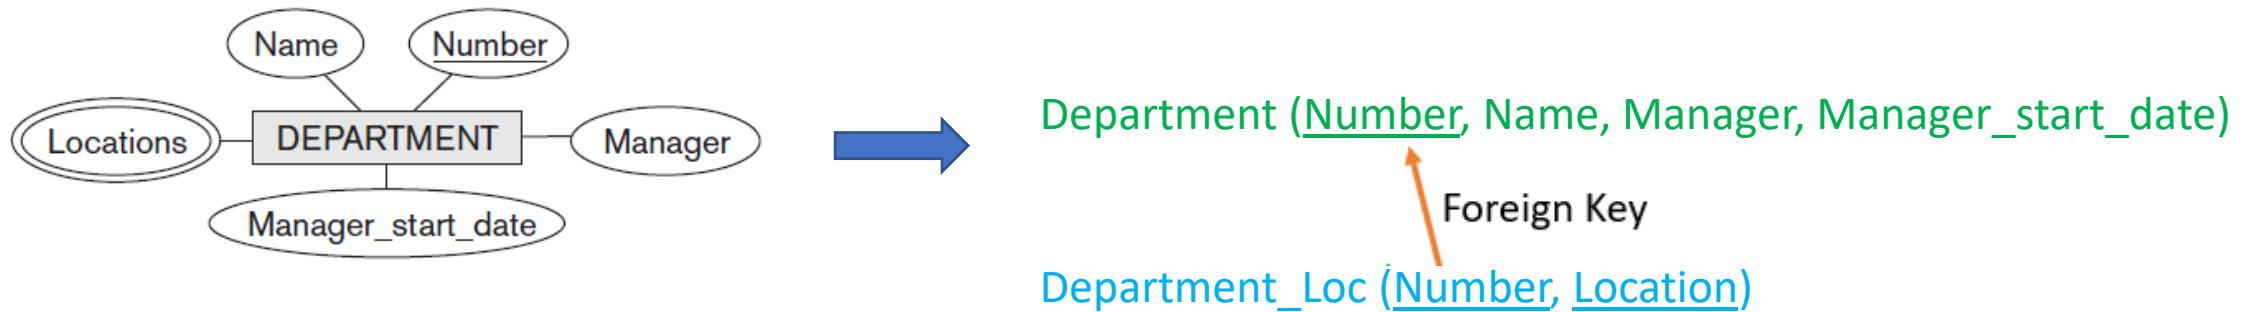 Name
Number
Locations
DEPARTMENT
Manager
Manager_start_date
Department (Number, Name, Manager, Manager_start_date)
Foreign Key
Department_Loc (Number, Location)